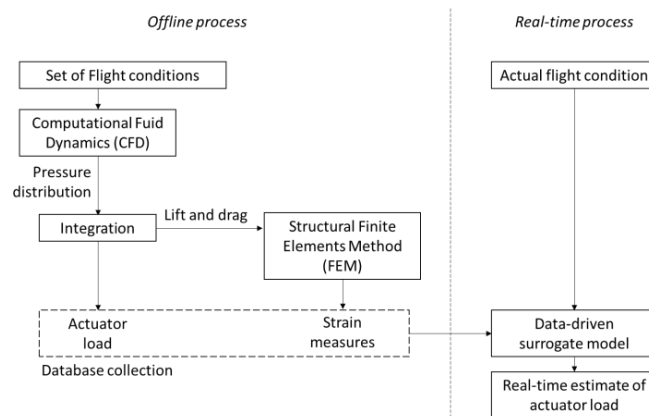 Offline process
Real-time process
Set of Flight conditions
Actual flight condition
Computational Fuid
Dynamics (CFD)
Pressure
distribution
Lift and drag
Integration
Structural Finite
Elements Method
(FEM)
Actuator
load
Strain
measures
Database collection
Data-driven
surrogate model
Real-time estimate of
actuator load